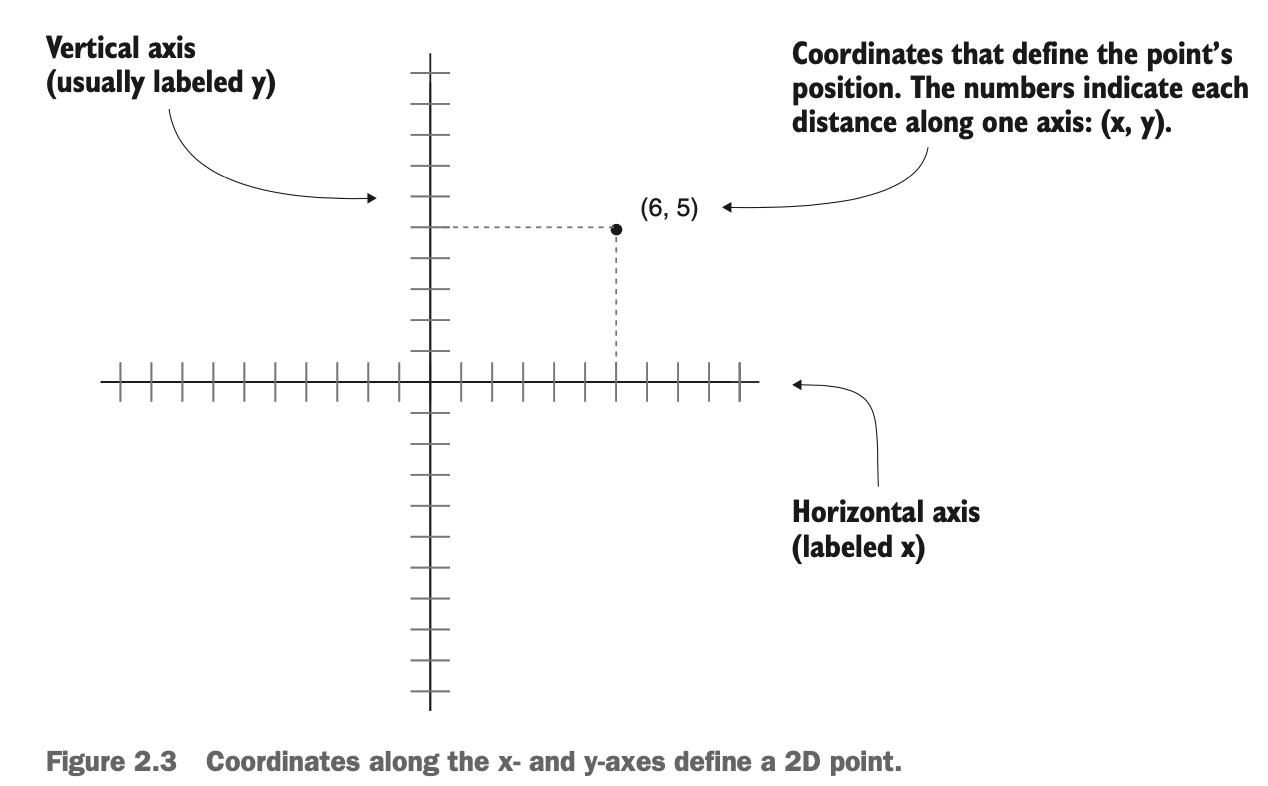 Vertical axis
(usually labeled y)
Coordinates that define the point’s
position. The numbers indicate each
distance along one axis: (x, y).
(6, 5)
Horizontal axis
(labeled x)
Figure 2.3 Coordinates along the x- and y-axes define a 2D point.